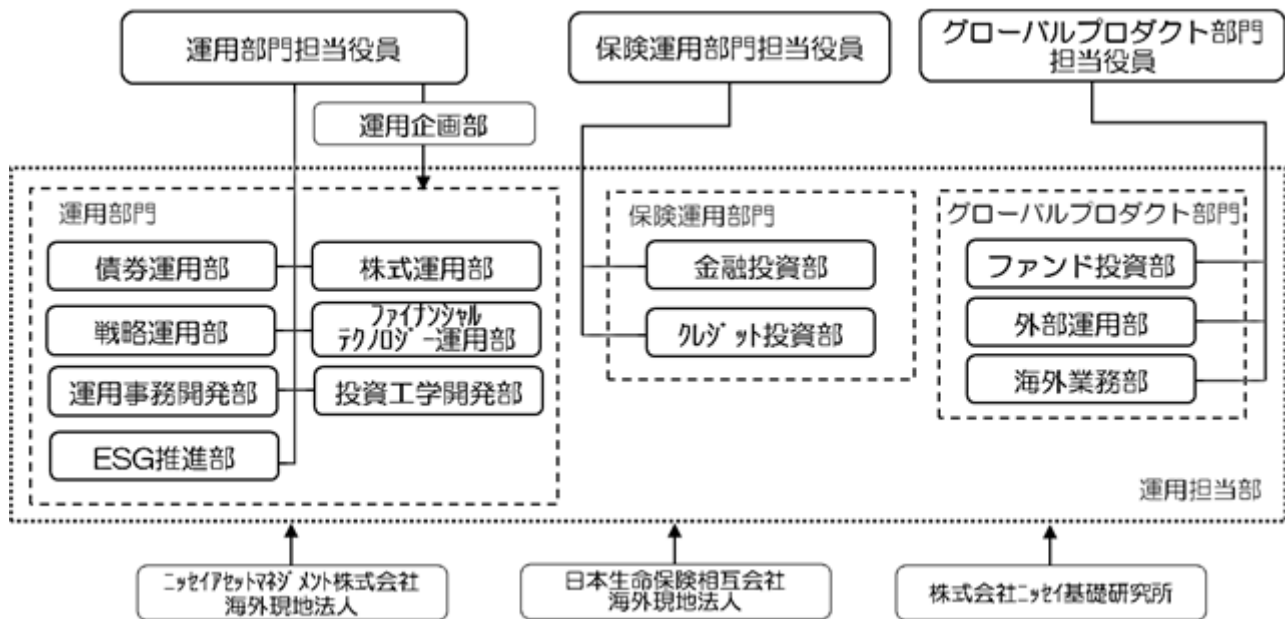 運用部門担当役員
保険運用部門担当役員
グローバルプロダクト部門
担当役員
運用企画部
運用部門
債券運用部
株式運用部
戦略運用部
ファイナンシャル
テクノロジー運用部
運用事務開発部
投資工学開発部
ESG推進部
保険運用部門
金融投資部
クレジット投資部
グローバルプロダクト部門
ファンド投資部
外部運用部
海外業務部
運用担当部
ニッセイアセットマネジメント株式会社
海外現地法人
日本生命保険相互会社
海外現地法人
株式会社ニッセイ基礎研究所